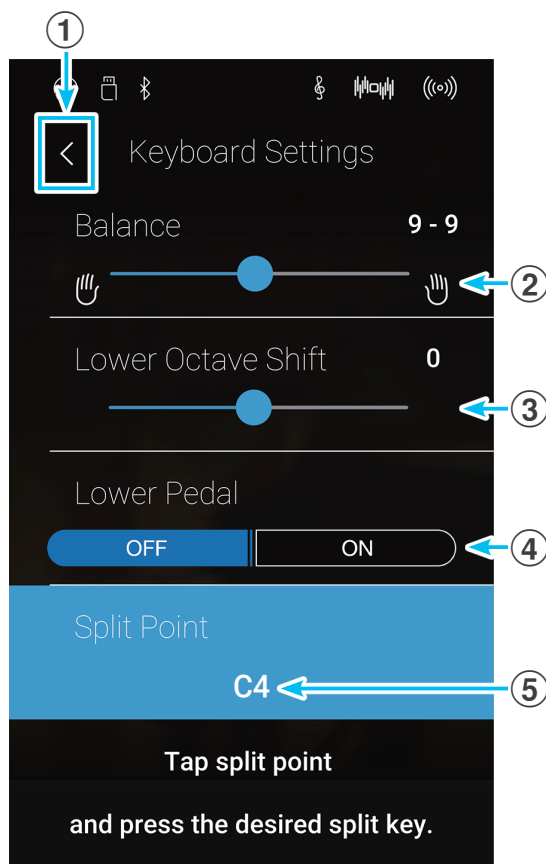 ①
Keyboard Settings
Balance 9 - 9
②
Lower Octave Shift 0
③
Lower Pedal
OFF ON
④
Split Point
C4
⑤
Tap split point
and press the desired split key.